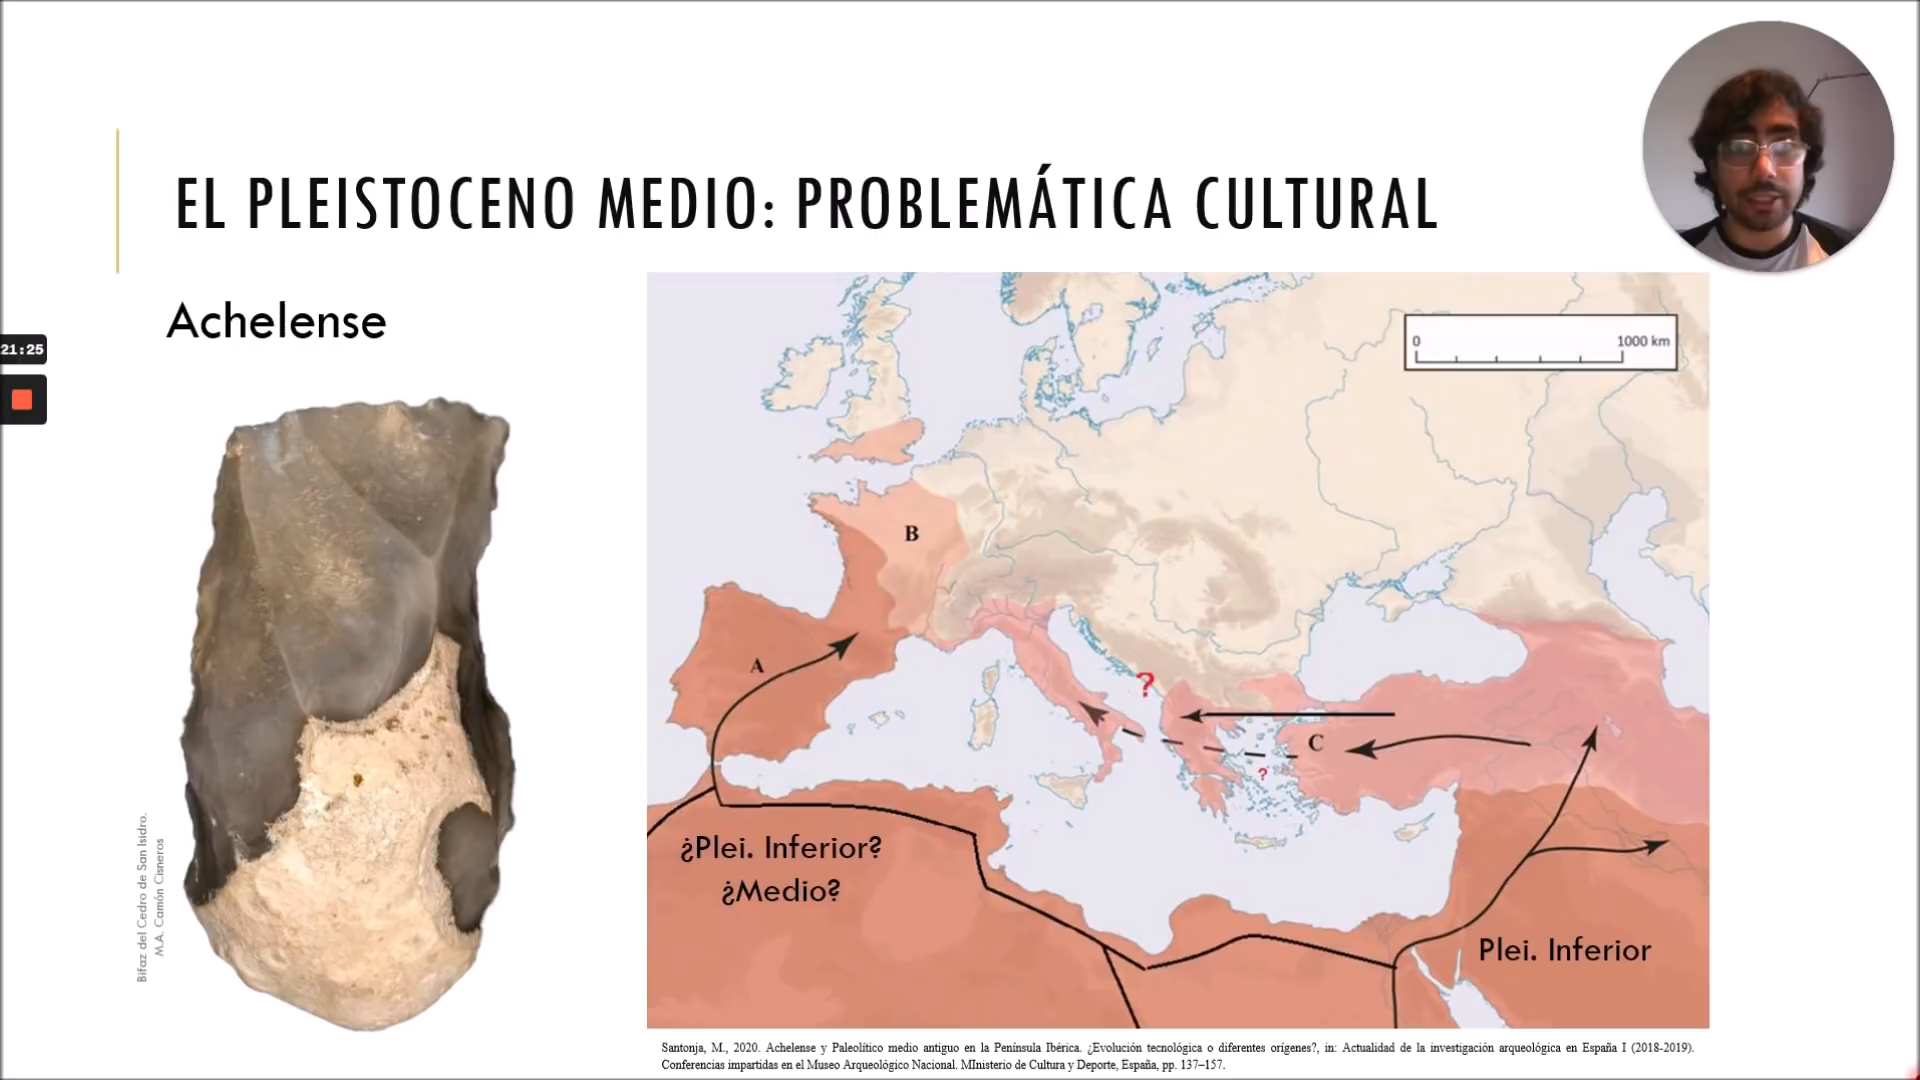 EL PLEISTOCENO MEDIO: PROBLEMÁTICA CULTURAL
Achelense
21:25
Bifaz del Cedro de San Isidro.
M.A. Camón Cisneros
0 1000 km
B
A
?
C
?
¿Plei. Inferior?
¿Medio?
Plei. Inferior
Santonja, M., 2020. Achelense y Paleolítico medio antiguo en la Península Ibérica. ¿Evolución tecnológica o diferentes orígenes?, in: Actualidad de la investigación arqueológica en España I (2018-2019).
Conferencias impartidas en el Museo Arqueológico Nacional. MInisterio de Cultura y Deporte, España, pp. 137–157.